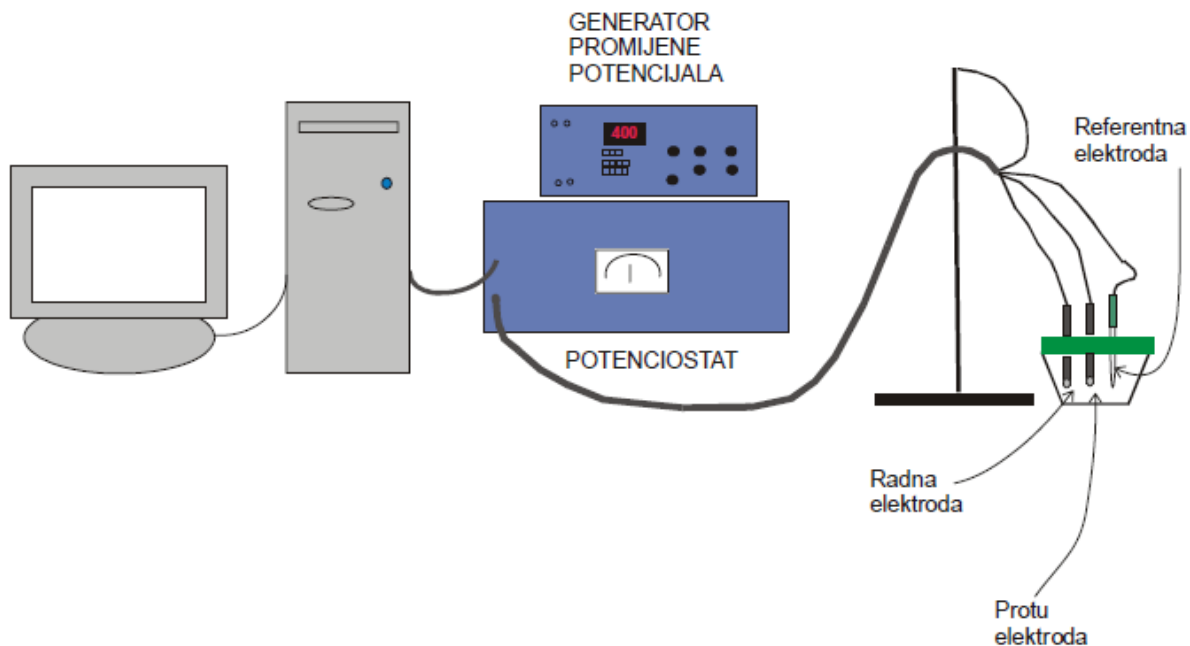 GENERATOR
PROMIJENE
POTENCIJALA
400
Referentna
elektroda
POTENCIOSTAT
Radna
elektroda
Protu
elektroda